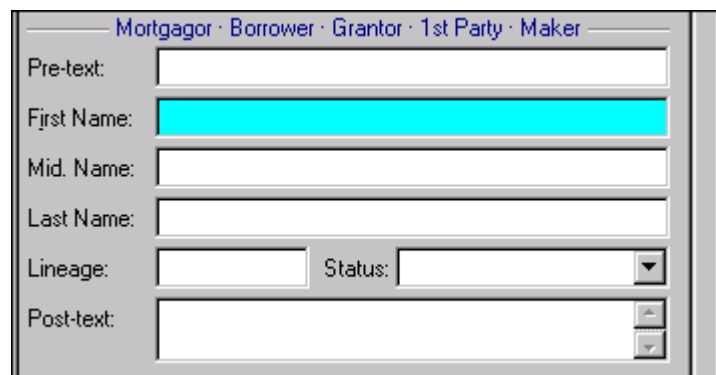 Mortgagor · Borrower · Grantor · 1st Party · Maker
Pre-text:
First Name:
Mid. Name:
Last Name:
Lineage: Status:
Post-text: